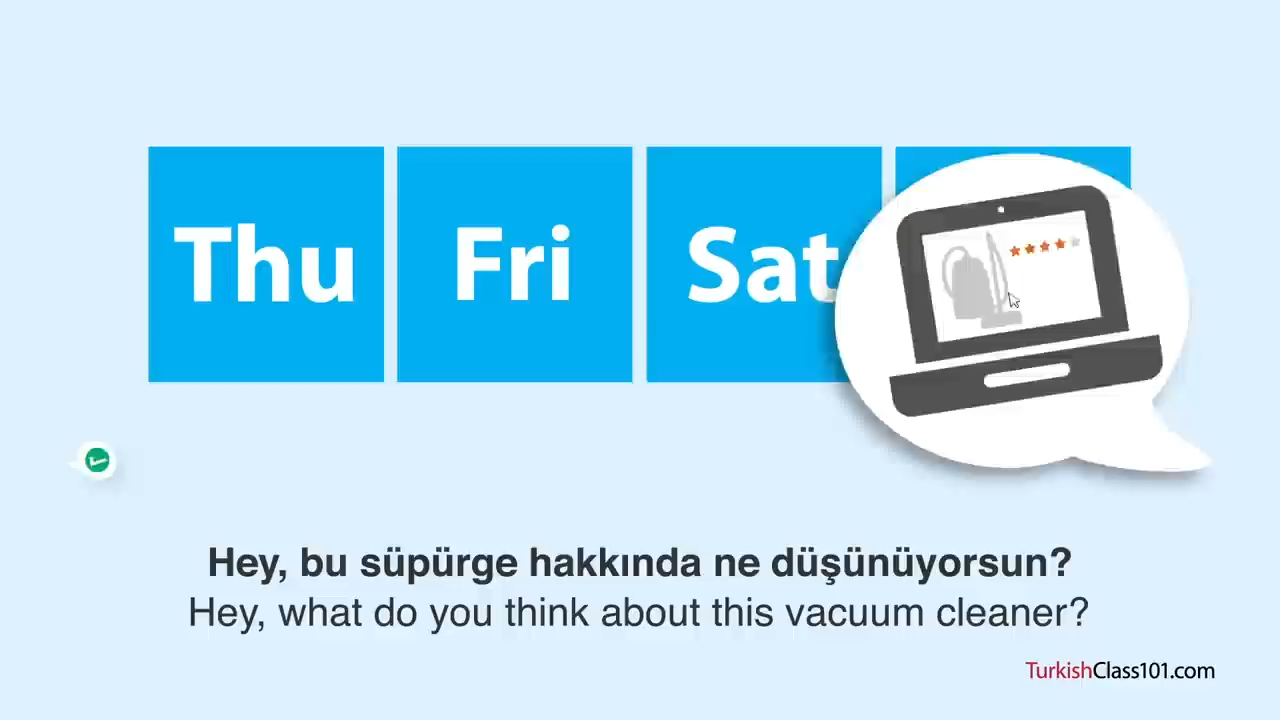 Thu
Fri
Sat
Hey, bu süpürge hakkında ne düşünüyorsun?
Hey, what do you think about this vacuum cleaner?
TurkishClass101.com